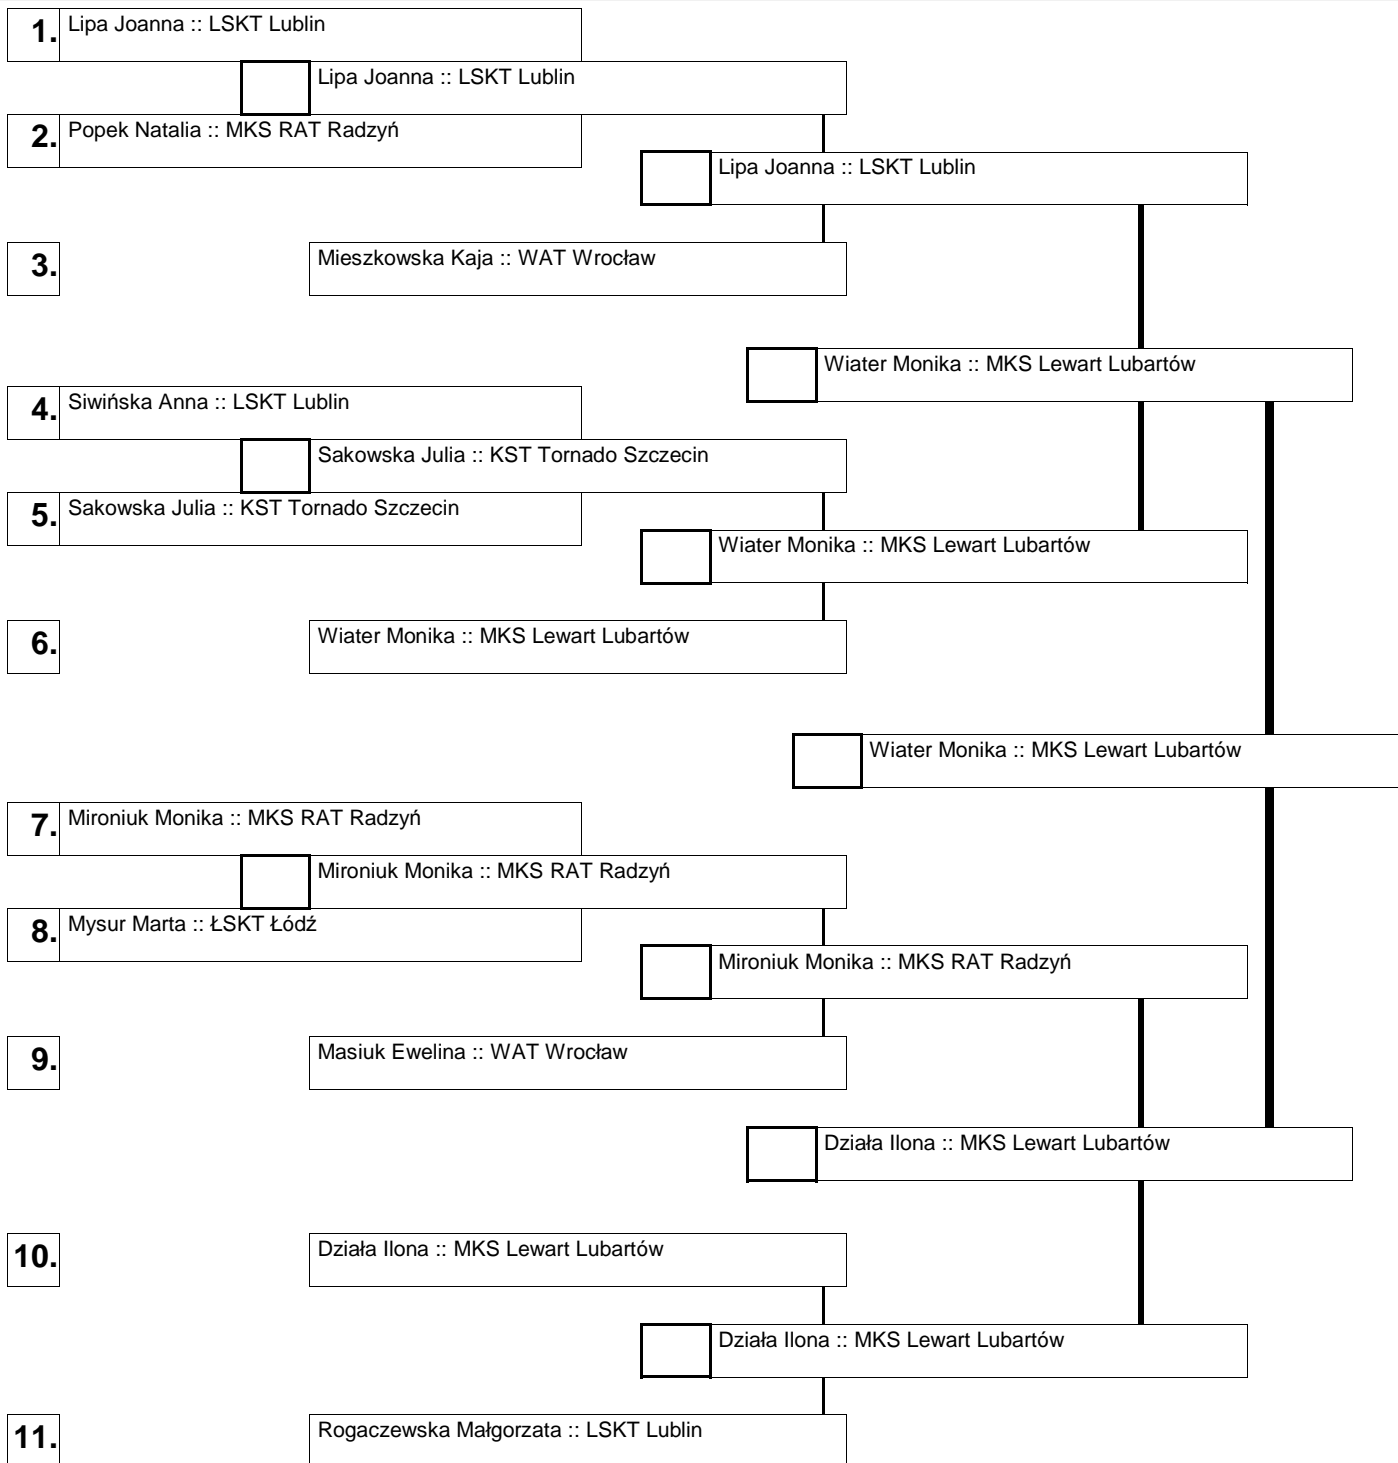 1. Lipa Joanna :: LSKT Lublin
Lipa Joanna :: LSKT Lublin
2. Popek Natalia :: MKS RAT Radzyń
Lipa Joanna :: LSKT Lublin
3. Mieszkowska Kaja :: WAT Wrocław
Wiater Monika :: MKS Lewart Lubartów
4. Siwińska Anna :: LSKT Lublin
Sakowska Julia :: KST Tornado Szczecin
5. Sakowska Julia :: KST Tornado Szczecin
Wiater Monika :: MKS Lewart Lubartów
6. Wiater Monika :: MKS Lewart Lubartów
Wiater Monika :: MKS Lewart Lubartów
7. Mironiuk Monika :: MKS RAT Radzyń
Mironiuk Monika :: MKS RAT Radzyń
8. Mysur Marta :: ŁSKT Łódź
Mironiuk Monika :: MKS RAT Radzyń
9. Masiuk Ewelina :: WAT Wrocław
Działa Ilona :: MKS Lewart Lubartów
10. Działa Ilona :: MKS Lewart Lubartów
Działa Ilona :: MKS Lewart Lubartów
11. Rogaczewska Małgorzata :: LSKT Lublin